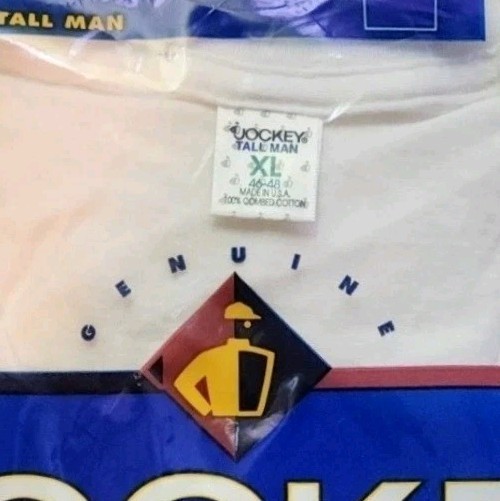 TALL MAN
JOCKEY
TALL MAN
XL
46-48
MADE IN U.S.A.
100% COMBED COTTON
GENUINE